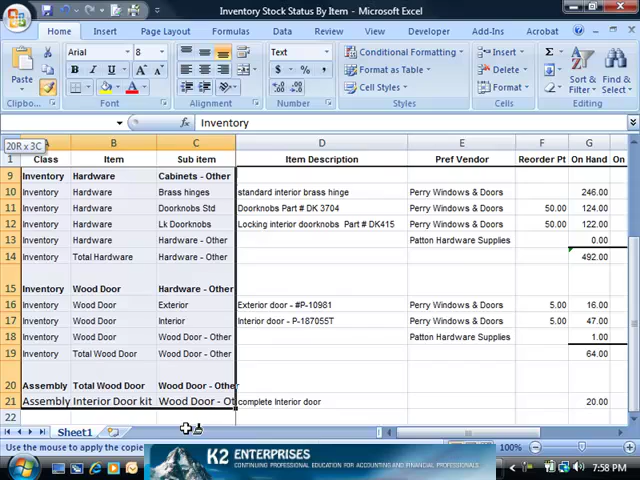 Inventory Stock Status By Item - Microsoft Excel
Home Insert Page Layout Formulas Data Review View Developer Acrobat
Arial 8 Text Conditional Formatting Insert
Paste B I U A A $ % , Format as Table Delete Sort & Filter Find & Select
Cell Styles Format
Clipbo... Font Alignment Number Styles Cells Editing
fx Inventory
20R x 3C A B C D E F G
1 Class Item Sub item Item Description Pref Vendor Reorder Pt On Hand On
9 Inventory Hardware Cabinets - Other
10 Inventory Hardware Brass hinges standard interior brass hinge Perry Windows & Doors 246.00
11 Inventory Hardware Doorknobs Std Doorknobs Part # DK 3704 Perry Windows & Doors 50.00 124.00
12 Inventory Hardware Lk Doorknobs Locking interior doorknobs Part # DK415 Perry Windows & Doors 50.00 122.00
13 Inventory Hardware Hardware - Other Patton Hardware Supplies 0.00
14 Inventory Total Hardware Hardware - Other 492.00
15 Inventory Wood Door Hardware - Other
16 Inventory Wood Door Exterior Exterior door - #P-10981 Perry Windows & Doors 5.00 16.00
17 Inventory Wood Door Interior Interior door - P-187055T Perry Windows & Doors 5.00 47.00
18 Inventory Wood Door Wood Door - Other Patton Hardware Supplies 1.00
19 Inventory Total Wood Door Wood Door - Other 64.00
20 Assembly Total Wood Door Wood Door - Other
21 Assembly Interior Door kit Wood Door - Ot complete Interior door 20.00
22
Sheet1
Use the mouse to apply the copie 100%
K2 ENTERPRISES
CONTINUING PROFESSIONAL EDUCATION FOR ACCOUNTING AND FINANCIAL PROFESSIONALS
7:58 PM